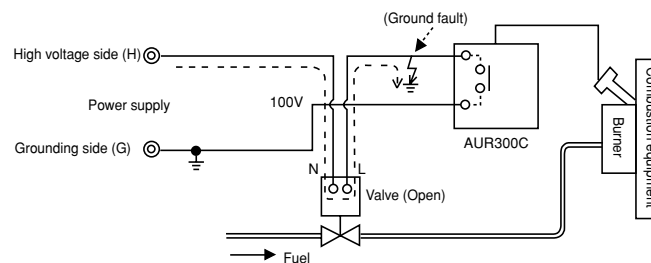 (Ground fault)
High voltage side (H)
Power supply
100V
Grounding side (G)
AUR300C
N
L
Valve (Open)
Burner
Combustion equipment
Fuel